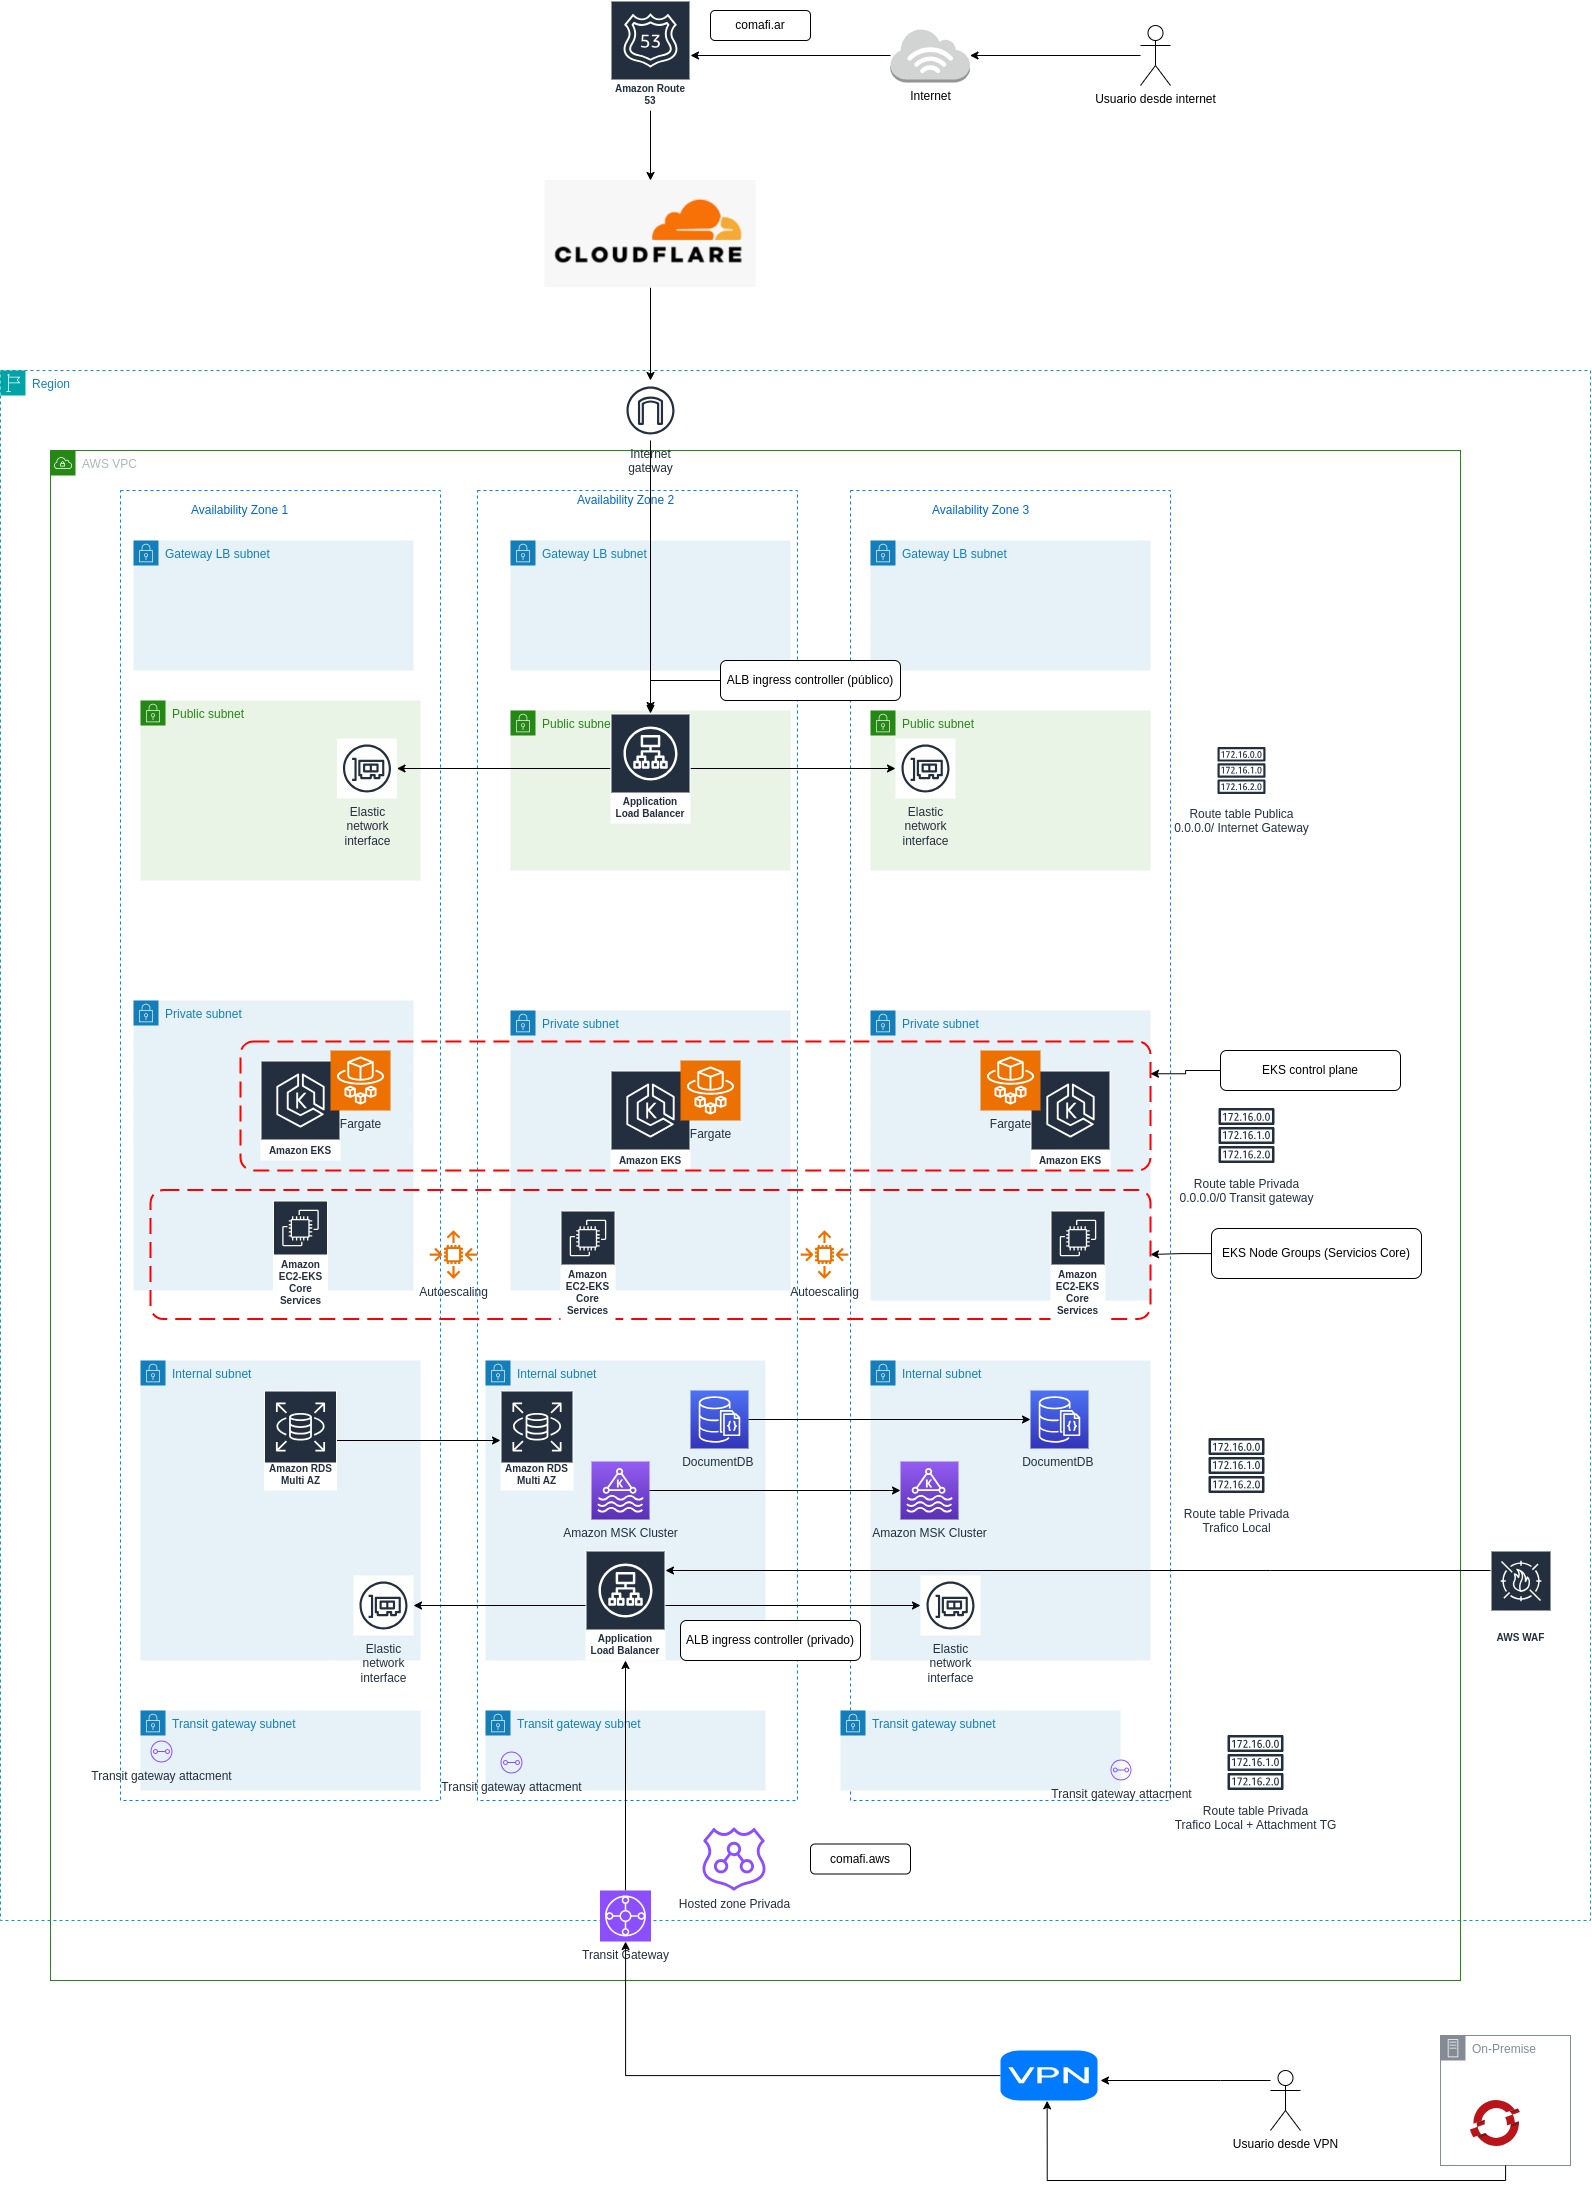 comafi.ar
53
Amazon Route
53
Internet
Usuario desde internet
CLOUDFLARE
Region
Internet
gateway
AWS VPC
Availability Zone 1
Availability Zone 2
Availability Zone 3
Gateway LB subnet
Gateway LB subnet
Gateway LB subnet
ALB ingress controller (público)
Public subnet
Public subne
Public subnet
Elastic
network
interface
Application
Load Balancer
Elastic
network
interface
172.16.0.0
172.16.1.0
172.16.2.0
Route table Publica
0.0.0.0/ Internet Gateway
Private subnet
Private subnet
Private subnet
K
Fargate
Amazon EKS
K
Fargate
Amazon EKS
Fargate
K
Amazon EKS
EKS control plane
172.16.0.0
172.16.1.0
172.16.2.0
Route table Privada
0.0.0.0/0 Transit gateway
Amazon
EC2-EKS
Core
Services
Autoescaling
Amazon
EC2-EKS
Core
Services
Autoescaling
Amazon
EC2-EKS
Core
Services
EKS Node Groups (Servicios Core)
Internal subnet
Internal subnet
Internal subnet
Amazon RDS
Multi AZ
Amazon RDS
Multi AZ
{}
DocumentDB
{}
DocumentDB
K
Amazon MSK Cluster
K
Amazon MSK Cluster
172.16.0.0
172.16.1.0
172.16.2.0
Route table Privada
Trafico Local
Elastic
network
interface
Application
Load Balancer
ALB ingress controller (privado)
Elastic
network
interface
AWS WAF
Transit gateway subnet
Transit gateway subnet
Transit gateway subnet
Transit gateway attacment
Transit gateway attacment
Transit gateway attacment
172.16.0.0
172.16.1.0
172.16.2.0
Route table Privada
Trafico Local + Attachment TG
Hosted zone Privada
comafi.aws
Transit Gateway
VPN
Usuario desde VPN
On-Premise